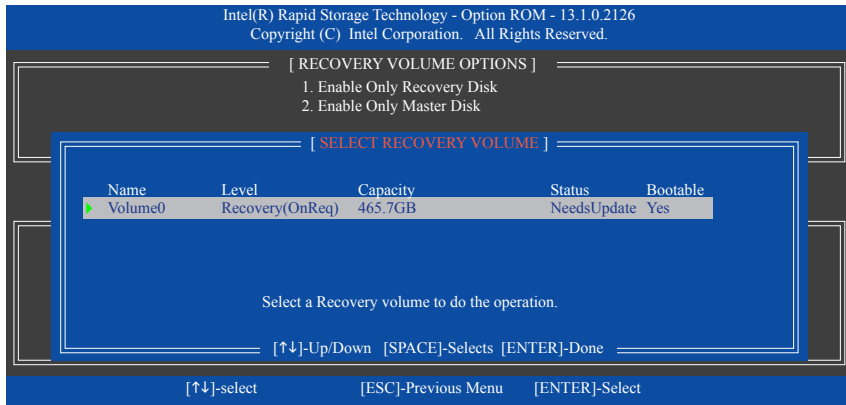 Intel(R) Rapid Storage Technology - Option ROM - 13.1.0.2126
Copyright (C) Intel Corporation. All Rights Reserved.
[ RECOVERY VOLUME OPTIONS ]
1. Enable Only Recovery Disk
2. Enable Only Master Disk
[ SELECT RECOVERY VOLUME ]
Name Level Capacity Status Bootable
Volume0 Recovery(OnReq) 465.7GB NeedsUpdate Yes
Select a Recovery volume to do the operation.
[↑↓]-Up/Down [SPACE]-Selects [ENTER]-Done
[↑↓]-select [ESC]-Previous Menu [ENTER]-Select